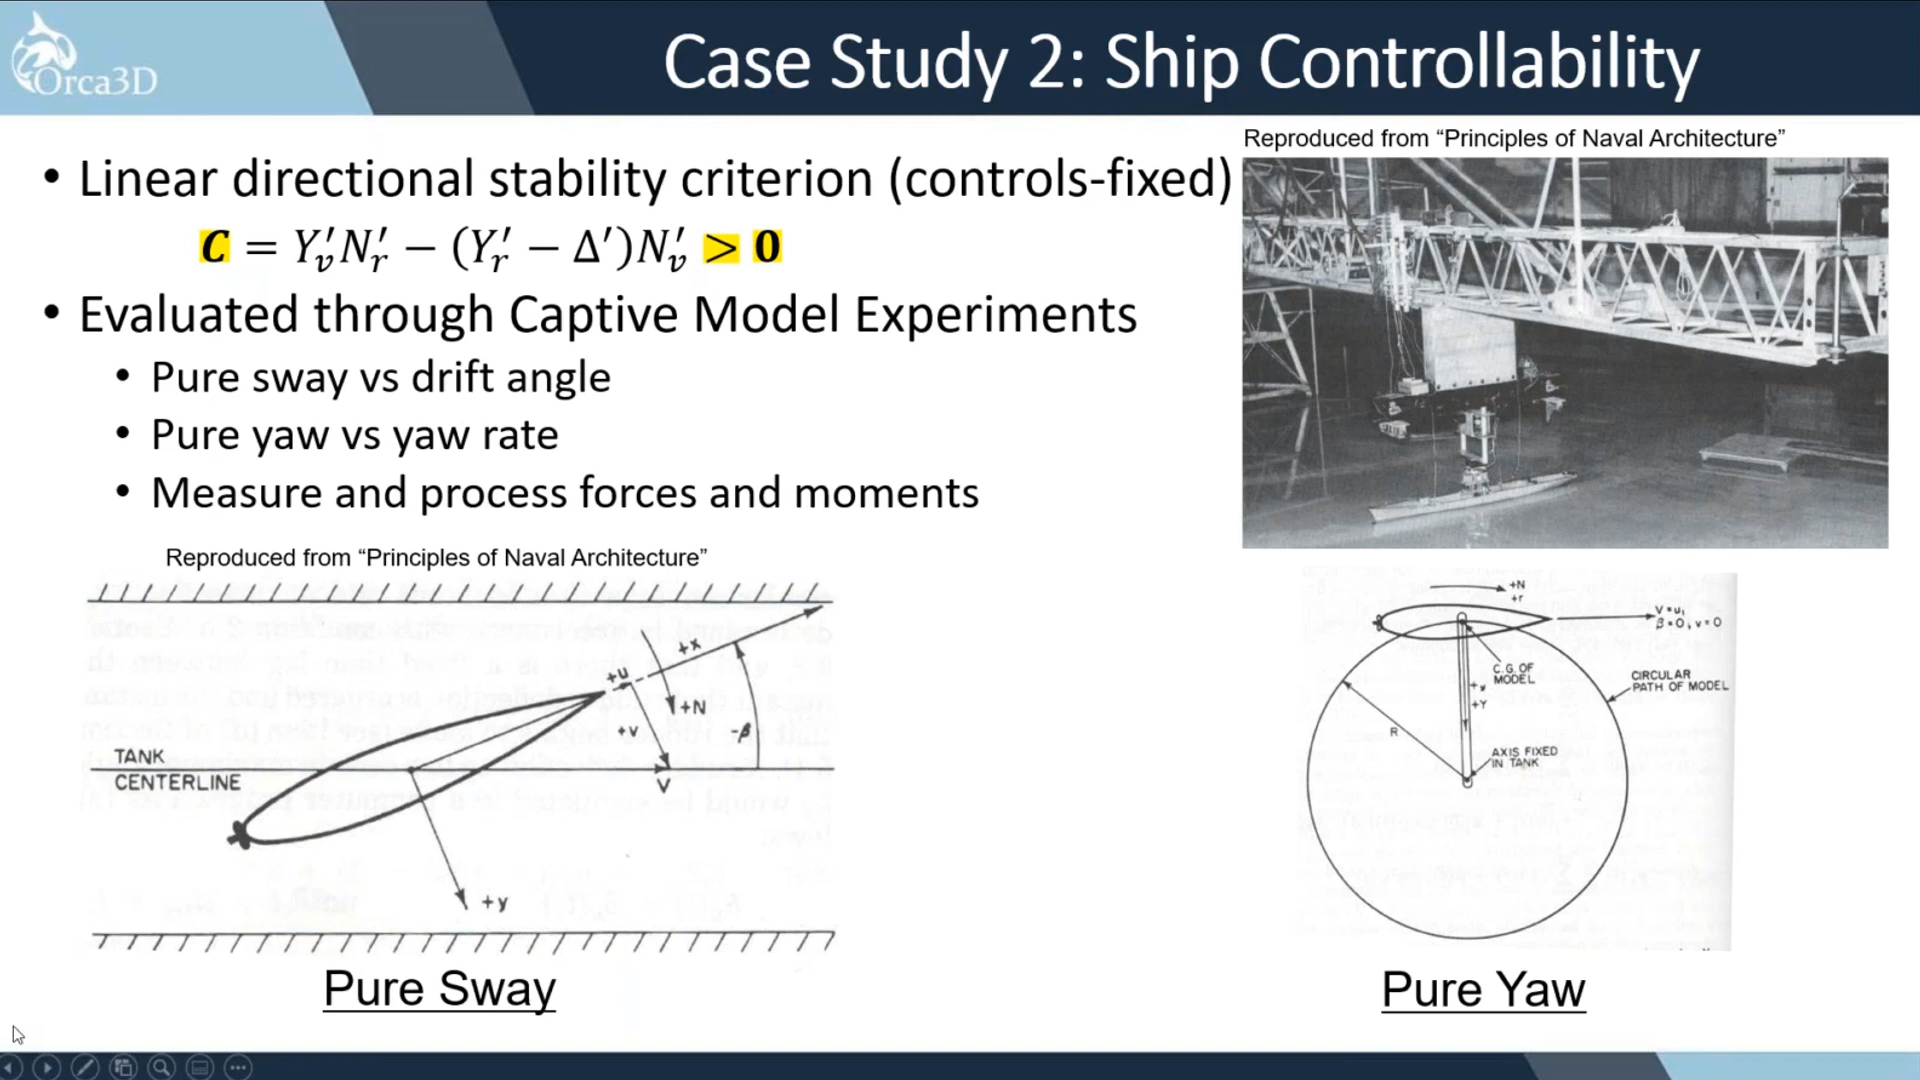 Orca3D
Case Study 2: Ship Controllability
• Linear directional stability criterion (controls-fixed)
C = Y′ᵥN′ᵣ − (Y′ᵣ − Δ′)N′ᵥ > 0
• Evaluated through Captive Model Experiments
• Pure sway vs drift angle
• Pure yaw vs yaw rate
• Measure and process forces and moments
Reproduced from “Principles of Naval Architecture”
Reproduced from “Principles of Naval Architecture”
+x
+u
+N
+v
-β
TANK
CENTERLINE
V
+y
Pure Sway
+N
+r
V=u,
β=0, v=0
C.G. OF
MODEL
+Y
CIRCULAR
PATH OF MODEL
R
AXIS FIXED
IN TANK
Pure Yaw